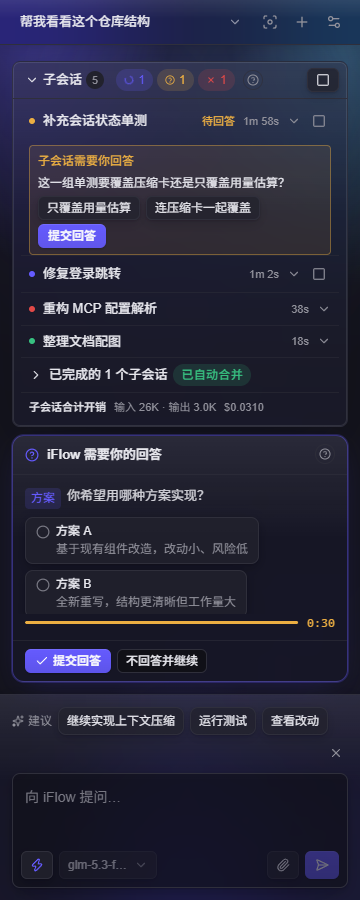 帮我看看这个仓库结构
子会话 5 1 1 × 1
补充会话状态单测 待回答 1m 58s
子会话需要你回答
这一组单测要覆盖压缩卡还是只覆盖用量估算？
只覆盖用量估算 连压缩卡一起覆盖
提交回答
修复登录跳转 1m 2s
重构 MCP 配置解析 38s
整理文档配图 18s
已完成的 1 个子会话 已自动合并
子会话合计开销 输入 26K · 输出 3.0K $0.0310
iFlow 需要你的回答
方案 你希望用哪种方案实现？
方案 A
基于现有组件改造，改动小、风险低
方案 B
全新重写，结构更清晰但工作量大
0:30
提交回答 不回答并继续
建议 继续实现上下文压缩 运行测试 查看改动
向 iFlow 提问…
glm-5.3-f…